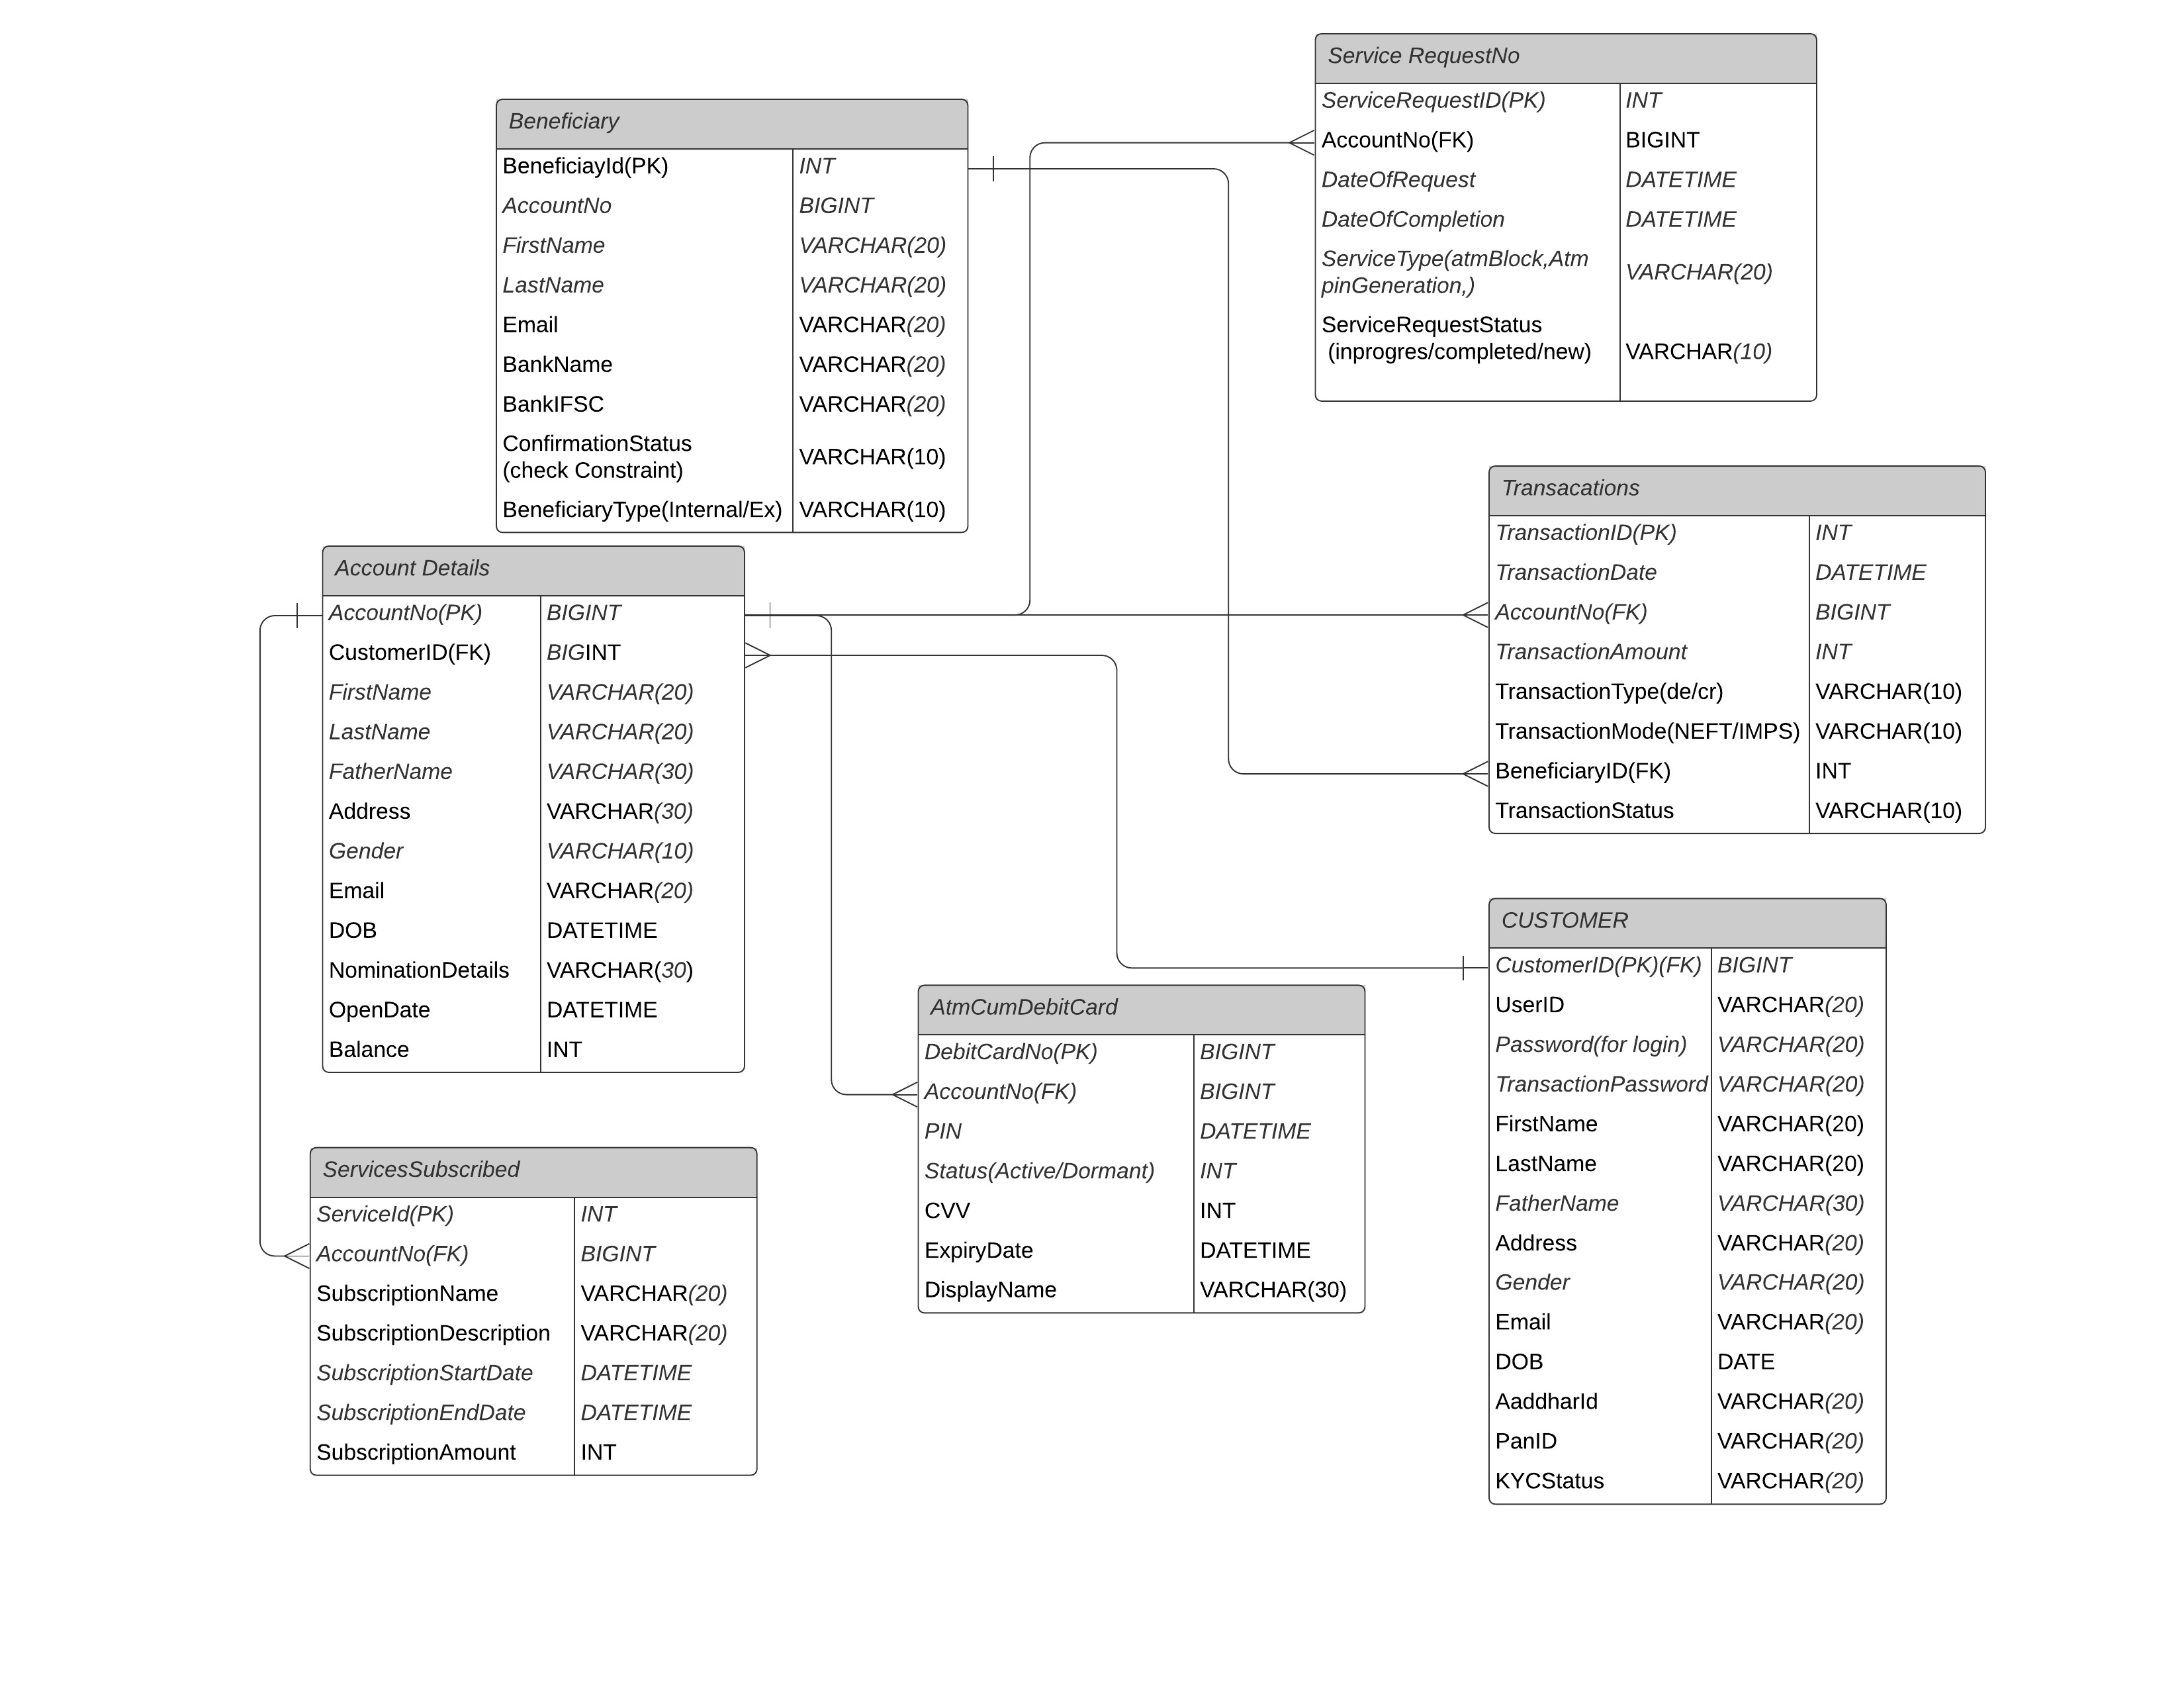 Service RequestNo
ServiceRequestID(PK) INT
AccountNo(FK) BIGINT
DateOfRequest DATETIME
DateOfCompletion DATETIME
ServiceType(atmBlock,Atm
pinGeneration,) VARCHAR(20)
ServiceRequestStatus
(inprogres/completed/new) VARCHAR(10)
Beneficiary
BeneficiayId(PK) INT
AccountNo BIGINT
FirstName VARCHAR(20)
LastName VARCHAR(20)
Email VARCHAR(20)
BankName VARCHAR(20)
BankIFSC VARCHAR(20)
ConfirmationStatus
(check Constraint) VARCHAR(10)
BeneficiaryType(Internal/Ex) VARCHAR(10)
Transacations
TransactionID(PK) INT
TransactionDate DATETIME
AccountNo(FK) BIGINT
TransactionAmount INT
TransactionType(de/cr) VARCHAR(10)
TransactionMode(NEFT/IMPS) VARCHAR(10)
BeneficiaryID(FK) INT
TransactionStatus VARCHAR(10)
Account Details
AccountNo(PK) BIGINT
CustomerID(FK) BIGINT
FirstName VARCHAR(20)
LastName VARCHAR(20)
FatherName VARCHAR(30)
Address VARCHAR(30)
Gender VARCHAR(10)
Email VARCHAR(20)
DOB DATETIME
NominationDetails VARCHAR(30)
OpenDate DATETIME
Balance INT
CUSTOMER
CustomerID(PK)(FK) BIGINT
UserID VARCHAR(20)
Password(for login) VARCHAR(20)
TransactionPassword VARCHAR(20)
FirstName VARCHAR(20)
LastName VARCHAR(20)
FatherName VARCHAR(30)
Address VARCHAR(20)
Gender VARCHAR(20)
Email VARCHAR(20)
DOB DATE
AaddharId VARCHAR(20)
PanID VARCHAR(20)
KYCStatus VARCHAR(20)
AtmCumDebitCard
DebitCardNo(PK) BIGINT
AccountNo(FK) BIGINT
PIN DATETIME
Status(Active/Dormant) INT
CVV INT
ExpiryDate DATETIME
DisplayName VARCHAR(30)
ServicesSubscribed
ServiceId(PK) INT
AccountNo(FK) BIGINT
SubscriptionName VARCHAR(20)
SubscriptionDescription VARCHAR(20)
SubscriptionStartDate DATETIME
SubscriptionEndDate DATETIME
SubscriptionAmount INT